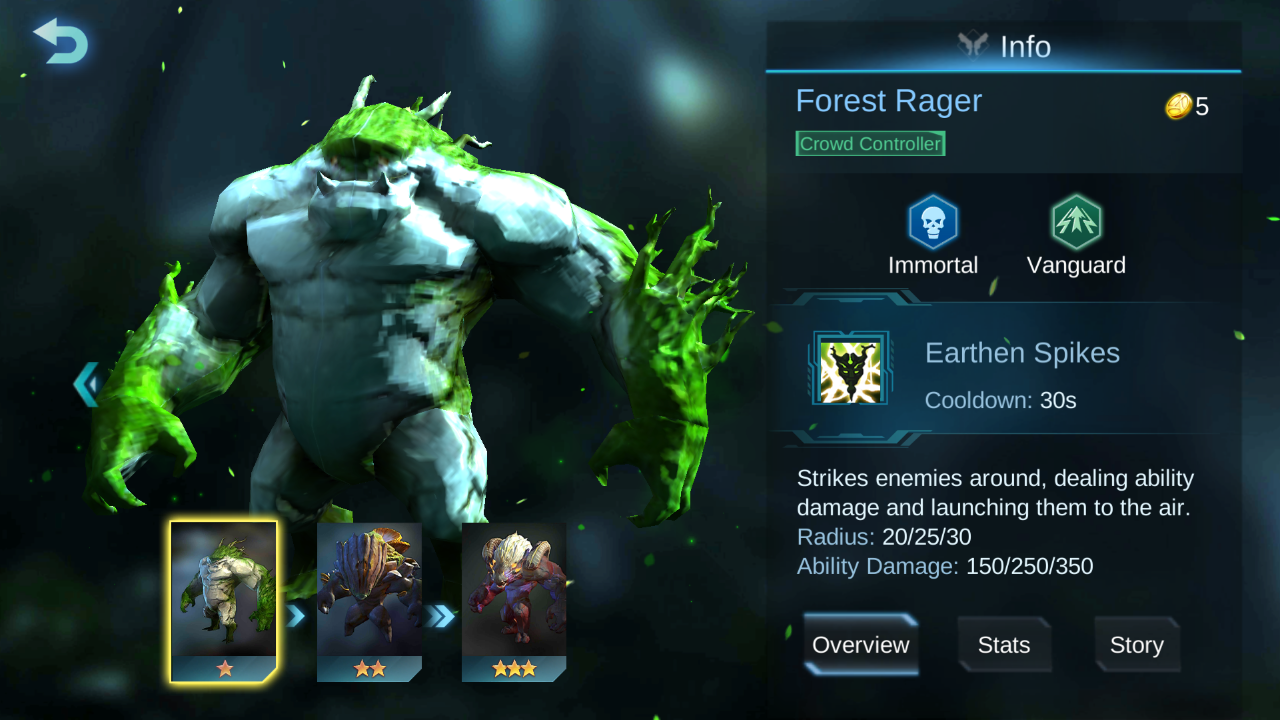 Info
Forest Rager
5
Crowd Controller
Immortal
Vanguard
Earthen Spikes
Cooldown: 30s
Strikes enemies around, dealing ability
damage and launching them to the air.
Radius: 20/25/30
Ability Damage: 150/250/350
Overview
Stats
Story